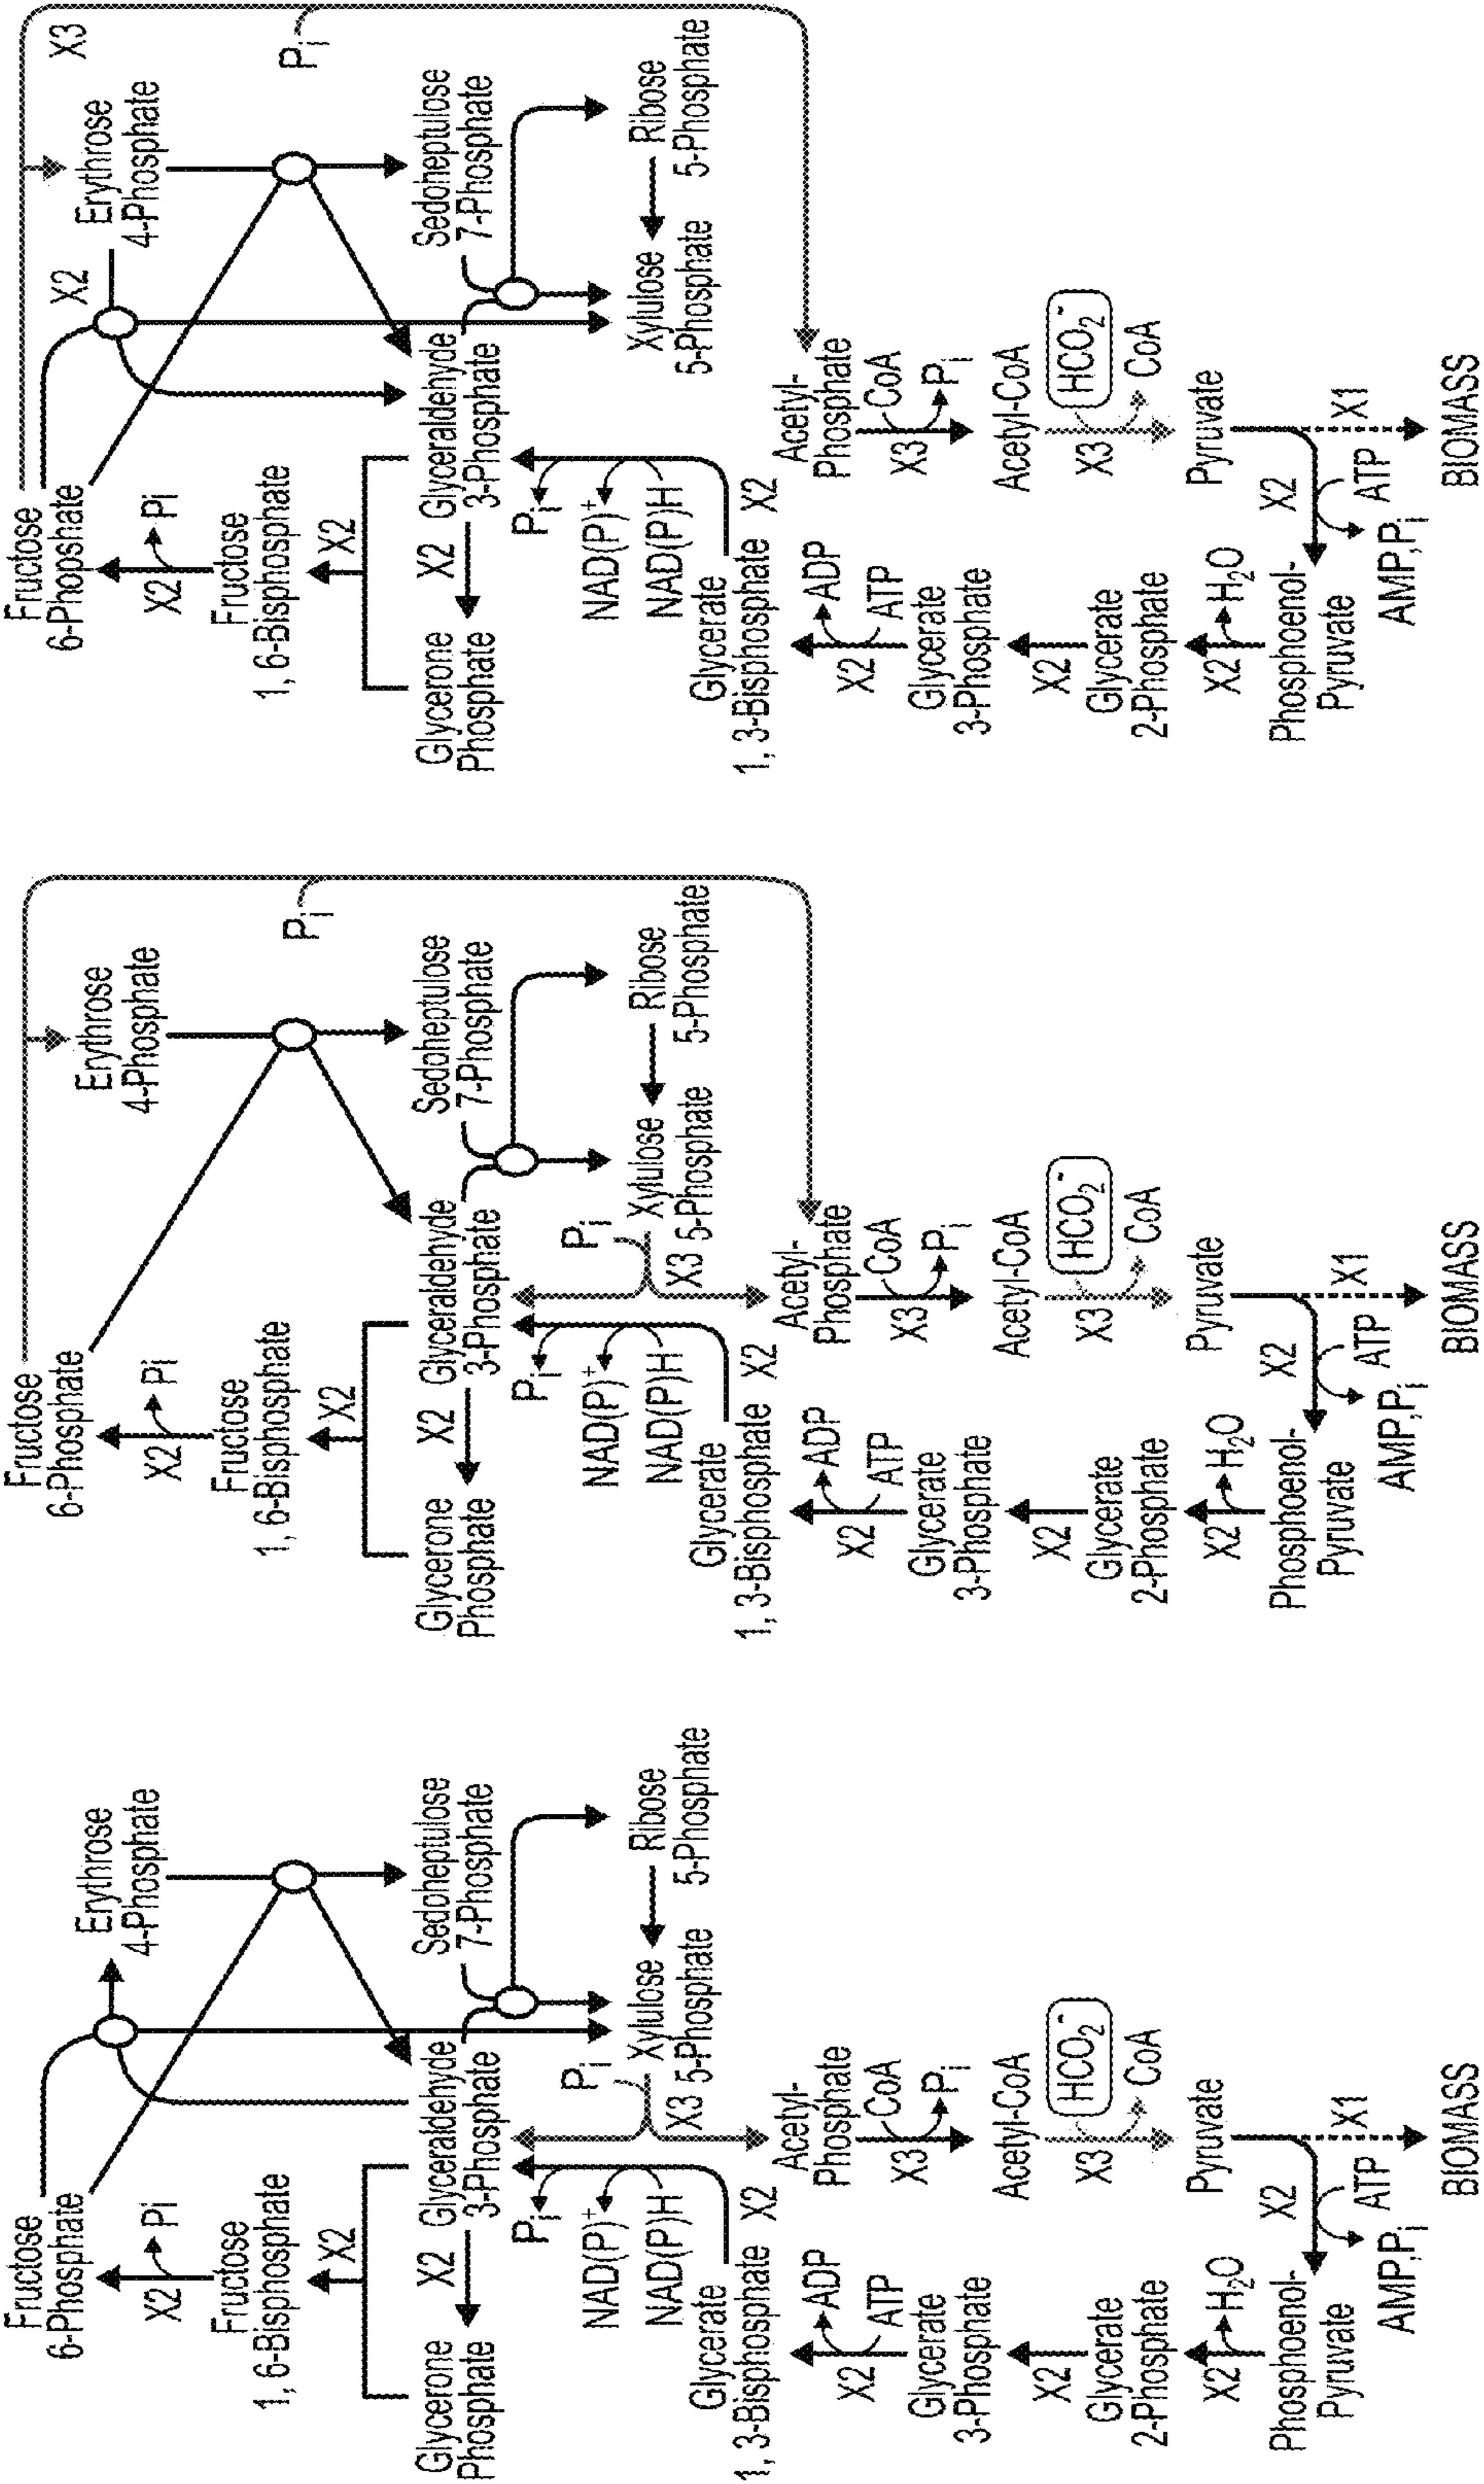 Fructose
6-Phosphate
Erythrose
4-Phosphate
X2
Pi
Fructose
1, 6-Bisphosphate
X2
Glycerone
Phosphate
X2
Glyceraldehyde
3-Phosphate
Sedoheptulose
7-Phosphate
Pi
NAD(P)+
NAD(P)H
Pi
Xylulose
5-Phosphate
Ribose
5-Phosphate
X3
Glycerate
1, 3-Bisphosphate
X2
X2
ADP
ATP
Acetyl-
Phosphate
X3
CoA
Pi
Glycerate
3-Phosphate
X2
Acetyl-CoA
X3
HCO2-
CoA
Glycerate
2-Phosphate
X2
H2O
Pyruvate
Phosphoenol-
Pyruvate
X2
X1
ATP
AMP,Pi
BIOMASS
Fructose
6-Phosphate
Erythrose
4-Phosphate
X2
Pi
Pi
Fructose
1, 6-Bisphosphate
X2
Glycerone
Phosphate
X2
Glyceraldehyde
3-Phosphate
Sedoheptulose
7-Phosphate
Pi
NAD(P)+
NAD(P)H
Pi
Xylulose
5-Phosphate
Ribose
5-Phosphate
X3
Glycerate
1, 3-Bisphosphate
X2
X2
ADP
ATP
Acetyl-
Phosphate
X3
CoA
Pi
Glycerate
3-Phosphate
X2
Acetyl-CoA
X3
HCO2-
CoA
Glycerate
2-Phosphate
X2
H2O
Pyruvate
Phosphoenol-
Pyruvate
X2
X1
ATP
AMP,Pi
BIOMASS
Fructose
6-Phopshate
X2
X3
Erythrose
4-Phosphate
X2
Pi
Pi
Fructose
1, 6-Bisphosphate
X2
Glycerone
Phosphate
X2
Glyceraldehyde
3-Phosphate
Sedoheptulose
7-Phosphate
Pi
NAD(P)+
NAD(P)H
Xylulose
5-Phosphate
Ribose
5-Phosphate
Glycerate
1, 3-Bisphosphate
X2
X2
ADP
ATP
Acetyl-
Phosphate
X3
CoA
Pi
Glycerate
3-Phosphate
X2
Acetyl-CoA
X3
HCO2-
CoA
Glycerate
2-Phosphate
X2
H2O
Pyruvate
Phosphoenol-
Pyruvate
X2
X1
ATP
AMP,Pi
BIOMASS